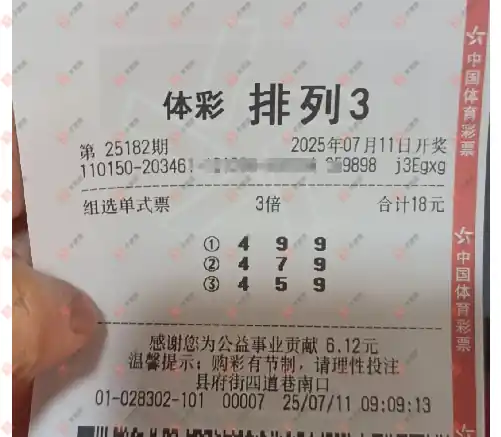 体彩 排列3
第 25182期 2025年07月11日开奖
110150-203461- 898 j3Egxg
组选单式票 3倍 合计18元
① 4 9 9
② 4 7 9
③ 4 5 9
感谢您为公益事业贡献 6.12元
温馨提示: 购彩有节制, 请理性投注
县府街四道巷南口
01-028302-101 00007 25/07/11 09:09:13
中国体育彩票
中国体育彩票